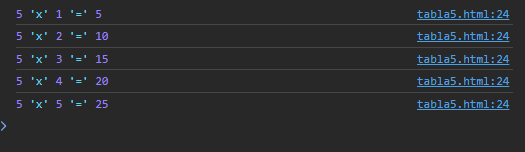 5 'x' 1 '=' 5 tabla5.html:24
5 'x' 2 '=' 10 tabla5.html:24
5 'x' 3 '=' 15 tabla5.html:24
5 'x' 4 '=' 20 tabla5.html:24
5 'x' 5 '=' 25 tabla5.html:24
>